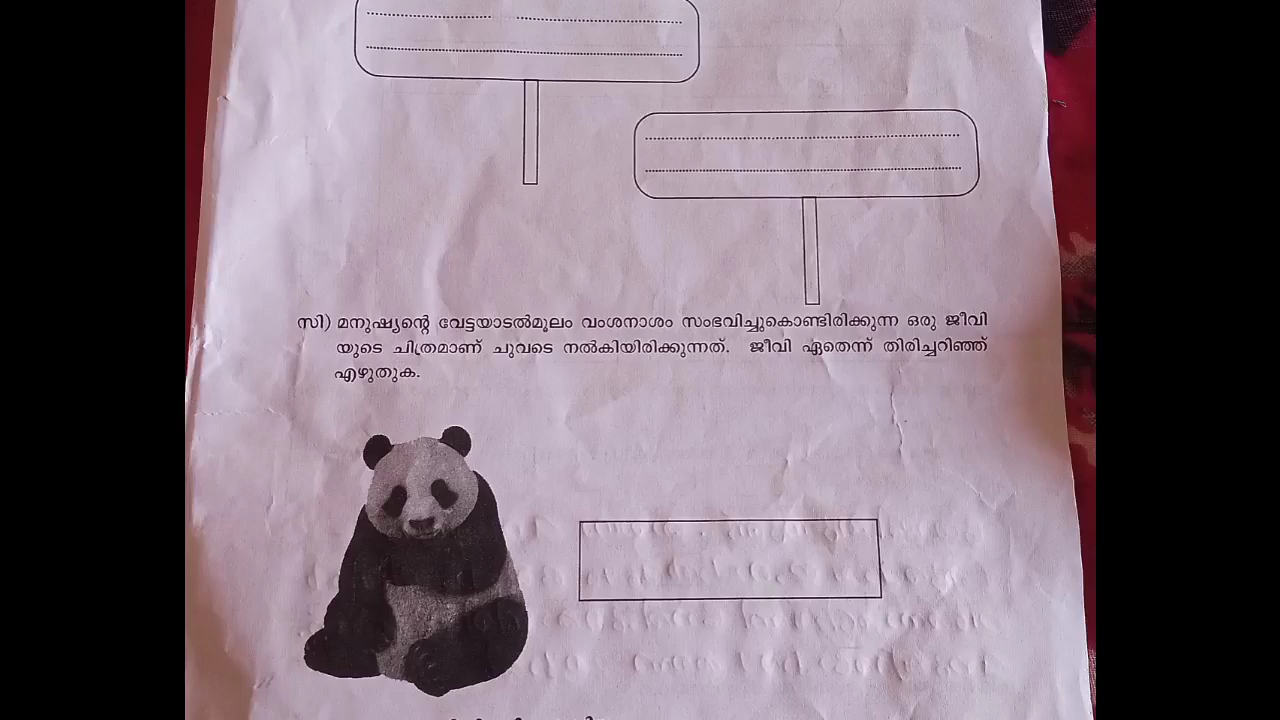 സി) മനുഷ്യന്റെ വേട്ടയാടൽമൂലം വംശനാശം സംഭവിച്ചുകൊണ്ടിരിക്കുന്ന ഒരു ജീവി
യുടെ ചിത്രമാണ് ചുവടെ നൽകിയിരിക്കുന്നത്. ജീവി ഏതെന്ന് തിരിച്ചറിഞ്ഞ്
എഴുതുക.